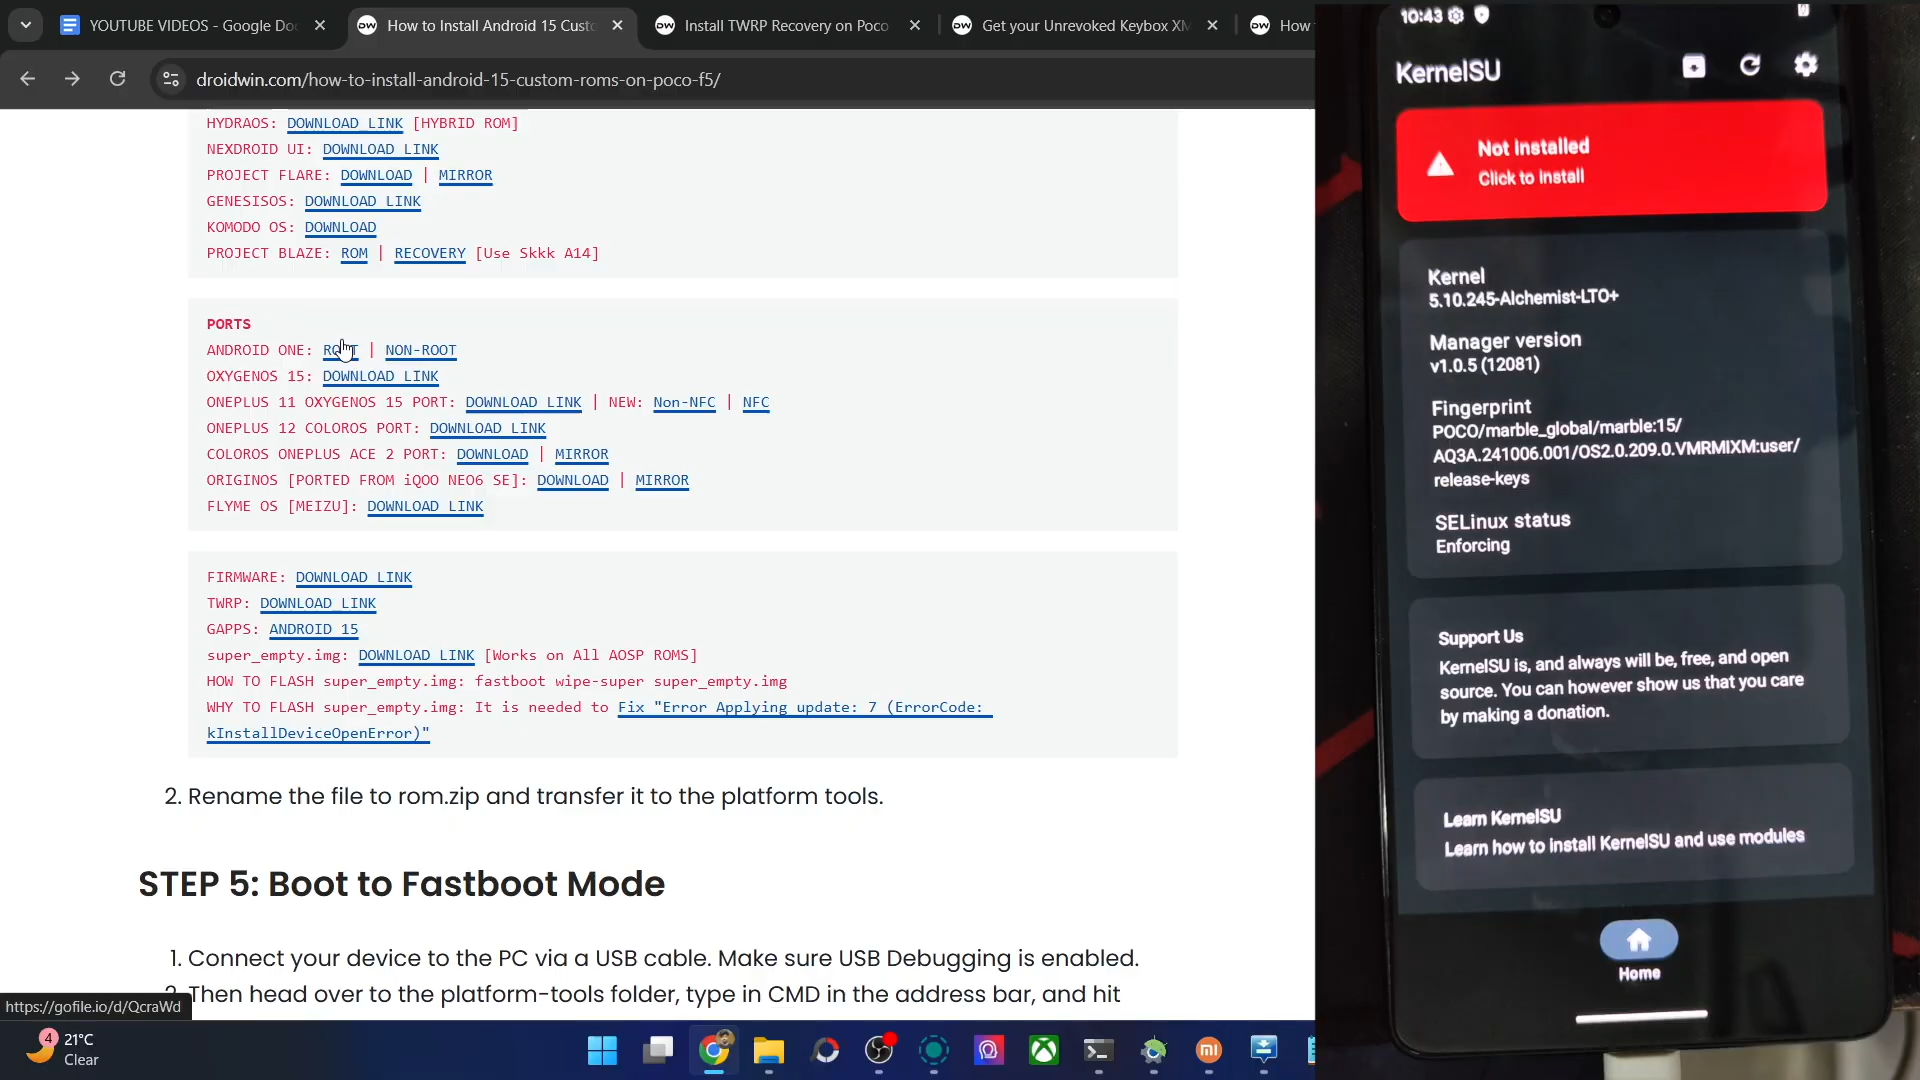 YOUTUBE VIDEOS - Google Do
How to Install Android 15 Custo
Install TWRP Recovery on Poco
Get your Unrevoked Keybox XM
How
droidwin.com/how-to-install-android-15-custom-roms-on-poco-f5/
HYDRAOS: DOWNLOAD LINK [HYBRID ROM]
NEXDROID UI: DOWNLOAD LINK
PROJECT FLARE: DOWNLOAD | MIRROR
GENESISOS: DOWNLOAD LINK
KOMODO OS: DOWNLOAD
PROJECT BLAZE: ROM | RECOVERY [Use Skkk A14]
PORTS
ANDROID ONE: ROOT | NON-ROOT
OXYGENOS 15: DOWNLOAD LINK
ONEPLUS 11 OXYGENOS 15 PORT: DOWNLOAD LINK | NEW: Non-NFC | NFC
ONEPLUS 12 COLOROS PORT: DOWNLOAD LINK
COLOROS ONEPLUS ACE 2 PORT: DOWNLOAD | MIRROR
ORIGINOS [PORTED FROM iQOO NEO6 SE]: DOWNLOAD | MIRROR
FLYME OS [MEIZU]: DOWNLOAD LINK
FIRMWARE: DOWNLOAD LINK
TWRP: DOWNLOAD LINK
GAPPS: ANDROID 15
super_empty.img: DOWNLOAD LINK [Works on All AOSP ROMS]
HOW TO FLASH super_empty.img: fastboot wipe-super super_empty.img
WHY TO FLASH super_empty.img: It is needed to Fix "Error Applying update: 7 (ErrorCode:
kInstallDeviceOpenError)"
2. Rename the file to rom.zip and transfer it to the platform tools.
STEP 5: Boot to Fastboot Mode
1. Connect your device to the PC via a USB cable. Make sure USB Debugging is enabled.
Then head over to the platform-tools folder, type in CMD in the address bar, and hit
https://gofile.io/d/QcraWd
4
21°C
Clear
10:43
KernelSU
Not installed
Click to install
Kernel
5.10.245-Alchemist-LTO+
Manager version
v1.0.5 (12081)
Fingerprint
POCO/marble_global/marble:15/
AQ3A.241006.001/OS2.0.209.0.VMRMIXM:user/
release-keys
SELinux status
Enforcing
Support Us
KernelSU is, and always will be, free, and open
source. You can however show us that you care
by making a donation.
Learn KernelSU
Learn how to install KernelSU and use modules
Home